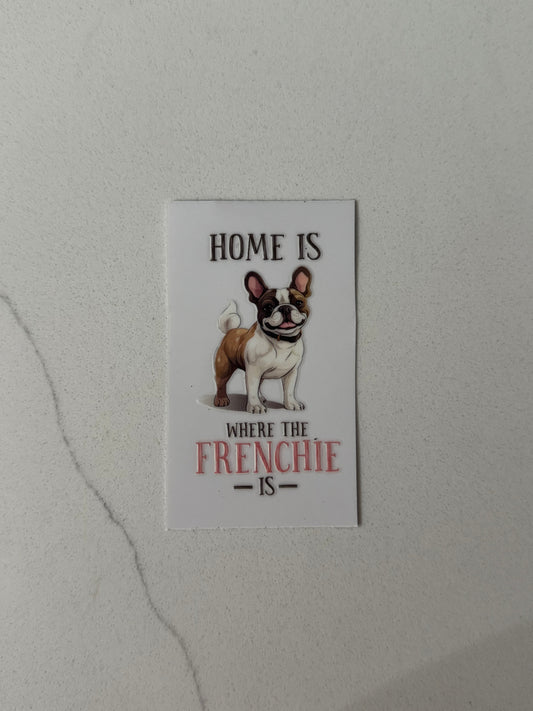 HOME IS
WHERE THE
FRENCHIE
– IS –